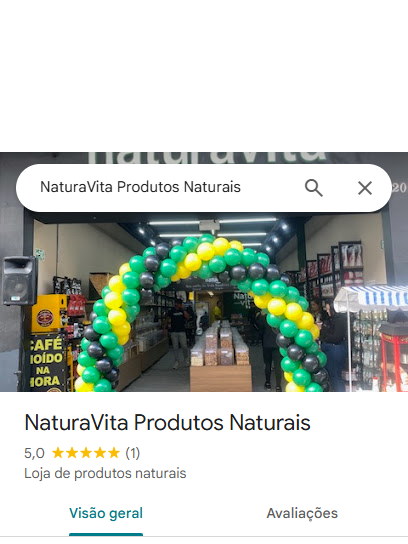 naturavita
NaturaVita Produtos Naturais
20
CAFÉ
MOÍDO
NA
HORA
NaturaVita Produtos Naturais
5,0 ★★★★★ (1)
Loja de produtos naturais
Visão geral
Avaliações